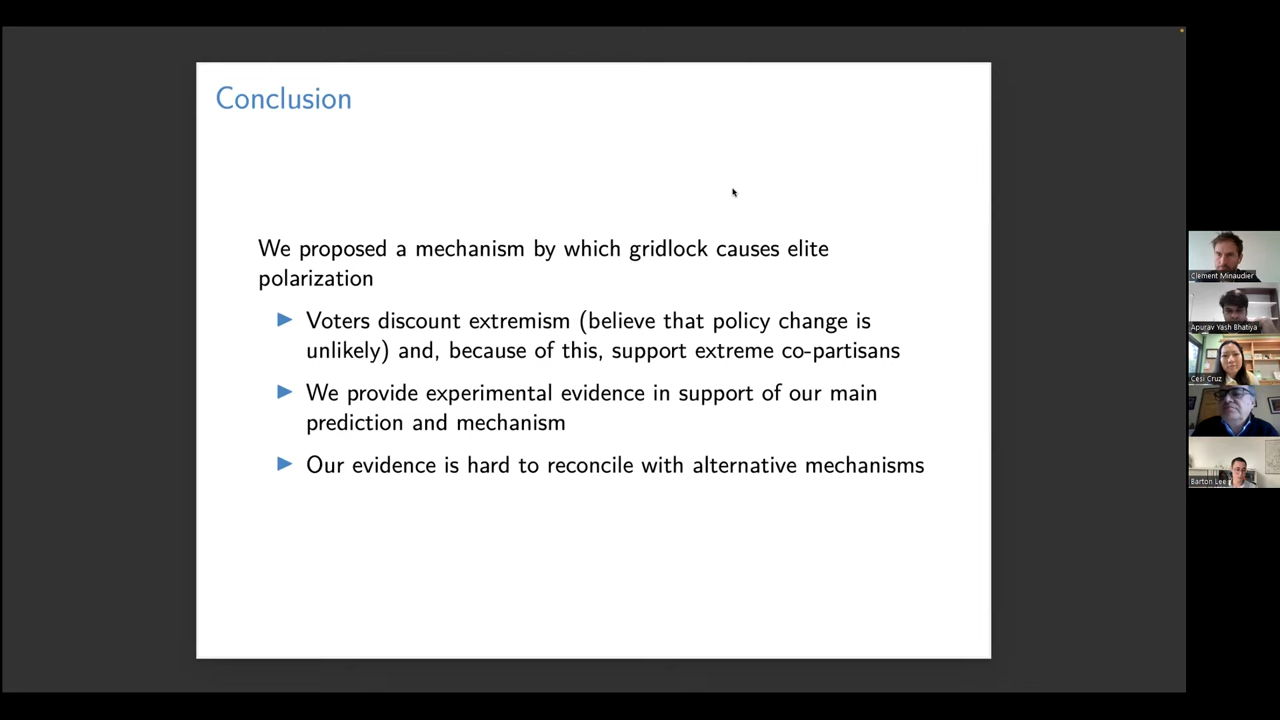 Conclusion
We proposed a mechanism by which gridlock causes elite
polarization
Voters discount extremism (believe that policy change is
unlikely) and, because of this, support extreme co-partisans
We provide experimental evidence in support of our main
prediction and mechanism
Our evidence is hard to reconcile with alternative mechanisms
Clement Minaudier
Apurav Yash Bhatiya
Cesi Cruz
Barton Lee